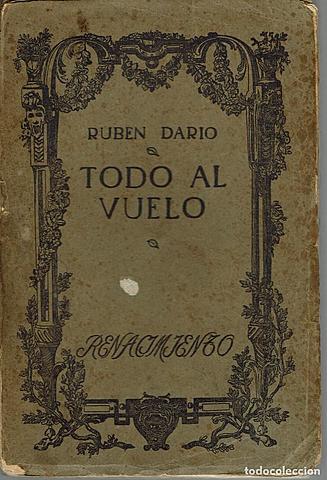 RUBEN DARIO
TODO AL
VUELO
RENACIMIENTO
todocoleccion